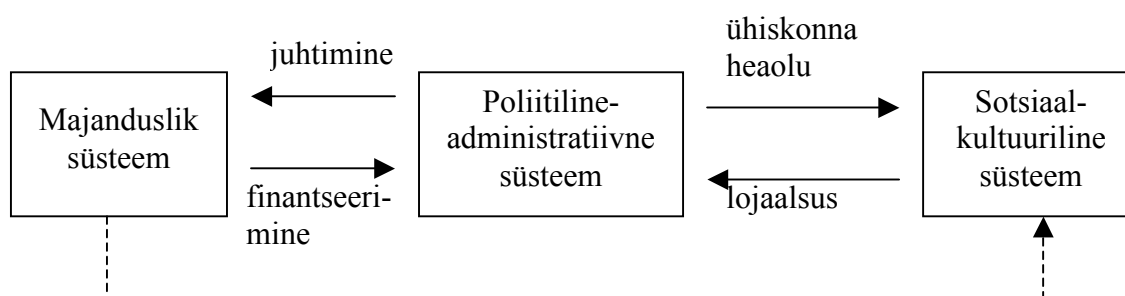 juhtimine
ühiskonna
heaolu
Majanduslik
süsteem
Poliitiline-
administratiivne
süsteem
Sotsiaal-
kultuuriline
süsteem
finantseeri-
mine
lojaalsus